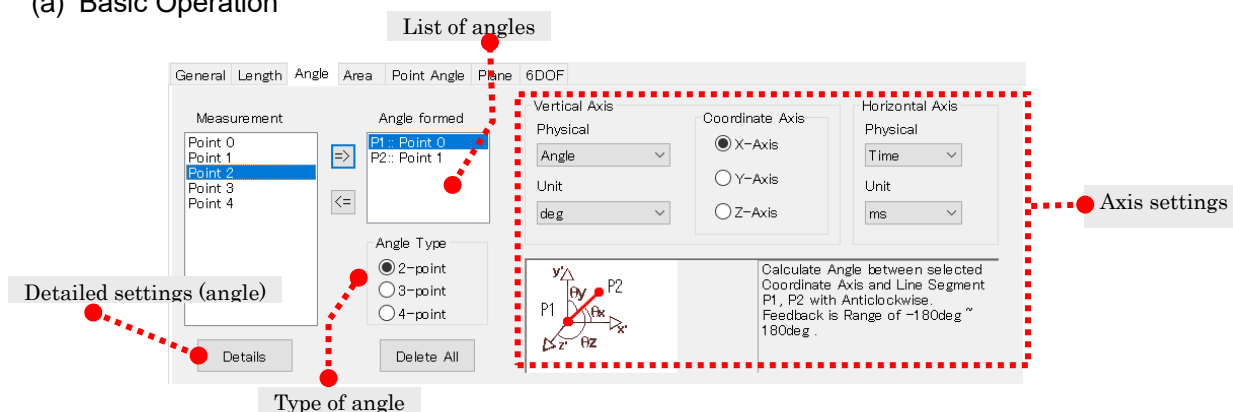 (a) Basic Operation
List of angles
General Length Angle Area Point Angle Plane 6DOF
Measurement
Point 0
Point 1
Point 2
Point 3
Point 4
=>
<=
Angle formed
P1:: Point 0
P2:: Point 1
Angle Type
2-point
3-point
4-point
Details
Delete All
Vertical Axis
Physical
Angle
Unit
deg
Coordinate Axis
X-Axis
Y-Axis
Z-Axis
Horizontal Axis
Physical
Time
Unit
ms
Axis settings
Detailed settings (angle)
y'
θy
P2
P1
θx
x'
z'
θz
Calculate Angle between selected
Coordinate Axis and Line Segment
P1, P2 with Anticlockwise.
Feedback is Range of -180deg ~
180deg .
Type of angle